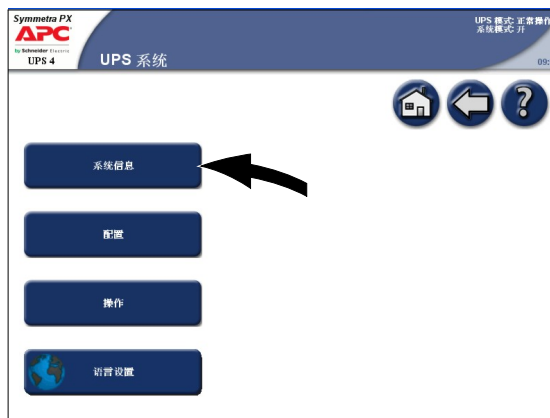 Symmetra PX
APC
by Schneider Electric
UPS 4
UPS 系统
UPS 模式: 正常操作
系统模式: 开
09:
系统信息
配置
操作
语言设置